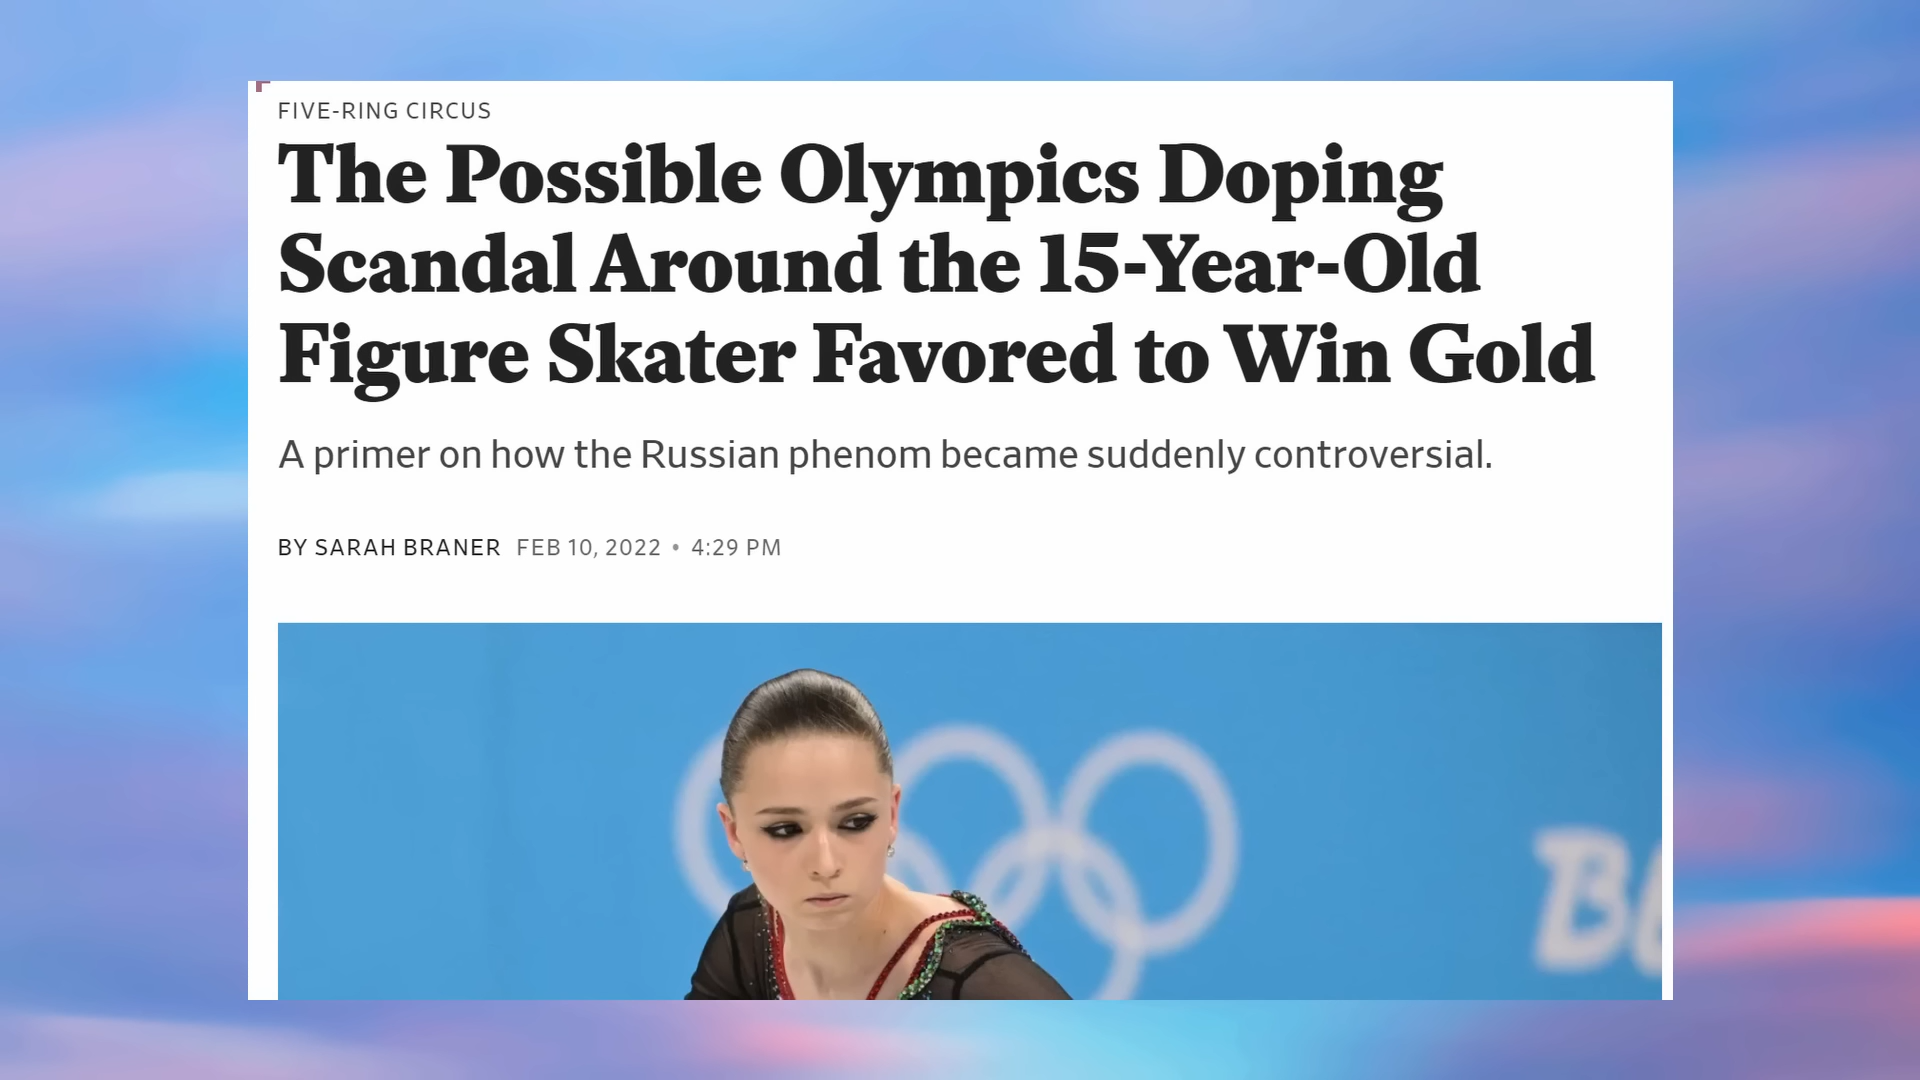 FIVE-RING CIRCUS
The Possible Olympics Doping
Scandal Around the 15-Year-Old
Figure Skater Favored to Win Gold
A primer on how the Russian phenom became suddenly controversial.
BY SARAH BRANER FEB 10, 2022 • 4:29 PM